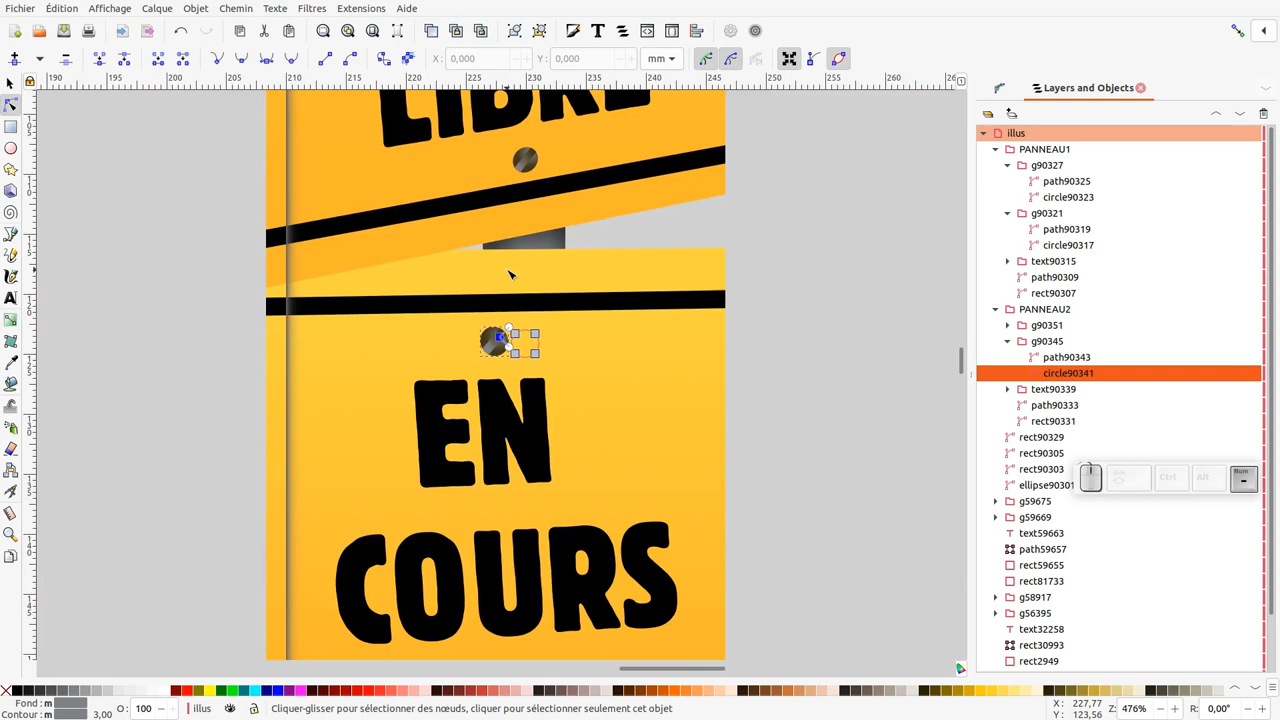 Fichier Édition Affichage Calque Objet Chemin Texte Filtres Extensions Aide
X : 0,000 Y : 0,000 mm
190 195 200 205 210 215 220 225 230 235 240 245 250 255
LIBRE
EN
COURS
Layers and Objects
illus
PANNEAU1
g90327
path90325
circle90323
g90321
path90319
circle90317
text90315
path90309
rect90307
PANNEAU2
g90351
g90345
path90343
circle90341
text90339
path90333
rect90331
rect90329
rect90305
rect90303
ellipse90301
g59675
g59669
text59663
path59657
rect59655
rect81733
g58917
g56395
text32258
rect30993
rect2949
Ctrl Alt Num
-
Fond : m
Contour : m 3,00
O : 100
illus
Cliquer-glisser pour sélectionner des nœuds, cliquer pour sélectionner seulement cet objet
X : 227,77
Y : 123,56
Z : 476%
R : 0,00°